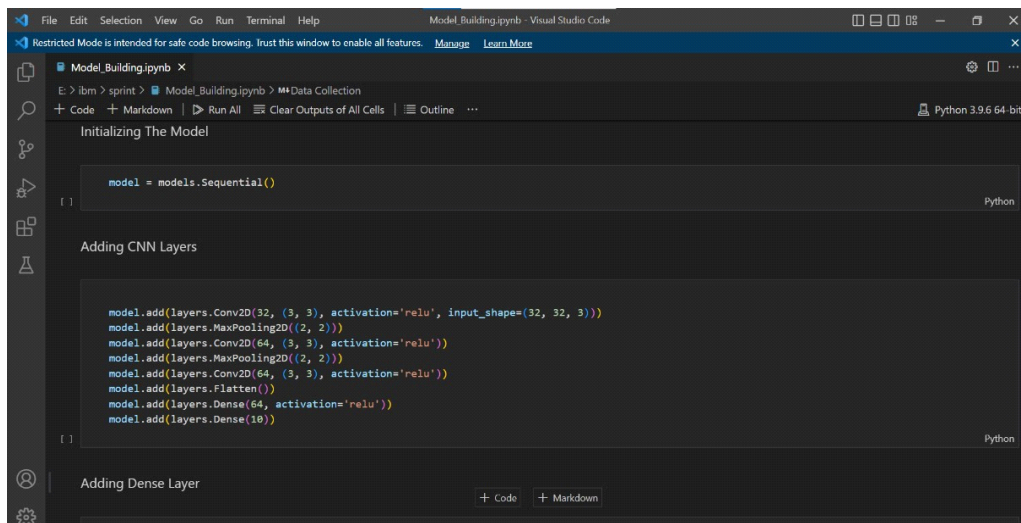 File Edit Selection View Go Run Terminal Help Model_Building.ipynb - Visual Studio Code
Restricted Mode is intended for safe code browsing. Trust this window to enable all features. Manage Learn More
Model_Building.ipynb
E: > ibm > sprint > Model_Building.ipynb > M↓Data Collection
+ Code + Markdown | Run All Clear Outputs of All Cells | Outline ... Python 3.9.6 64-bit
Initializing The Model
model = models.Sequential()
[ ] Python
Adding CNN Layers
model.add(layers.Conv2D(32, (3, 3), activation='relu', input_shape=(32, 32, 3)))
model.add(layers.MaxPooling2D((2, 2)))
model.add(layers.Conv2D(64, (3, 3), activation='relu'))
model.add(layers.MaxPooling2D((2, 2)))
model.add(layers.Conv2D(64, (3, 3), activation='relu'))
model.add(layers.Flatten())
model.add(layers.Dense(64, activation='relu'))
model.add(layers.Dense(10))
[ ] Python
Adding Dense Layer
+ Code + Markdown